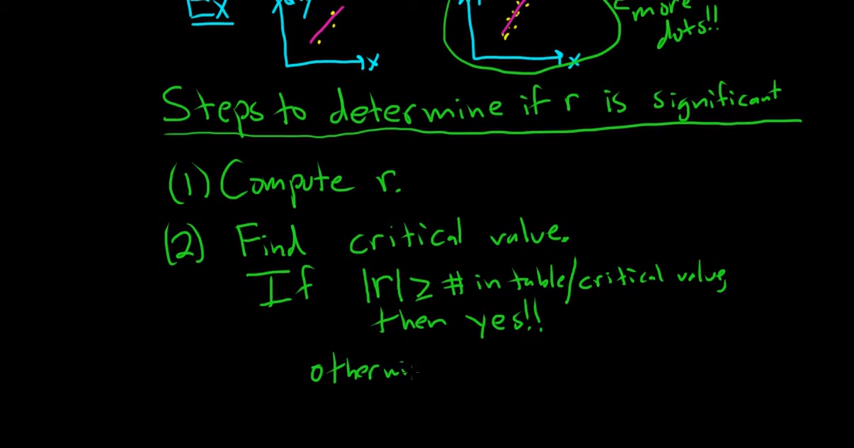 Ex y x
y x more dots!!
Steps to determine if r is significant
(1) Compute r.
(2) Find critical value.
If |r| ≥ # in table/critical value,
then yes!!
otherwi